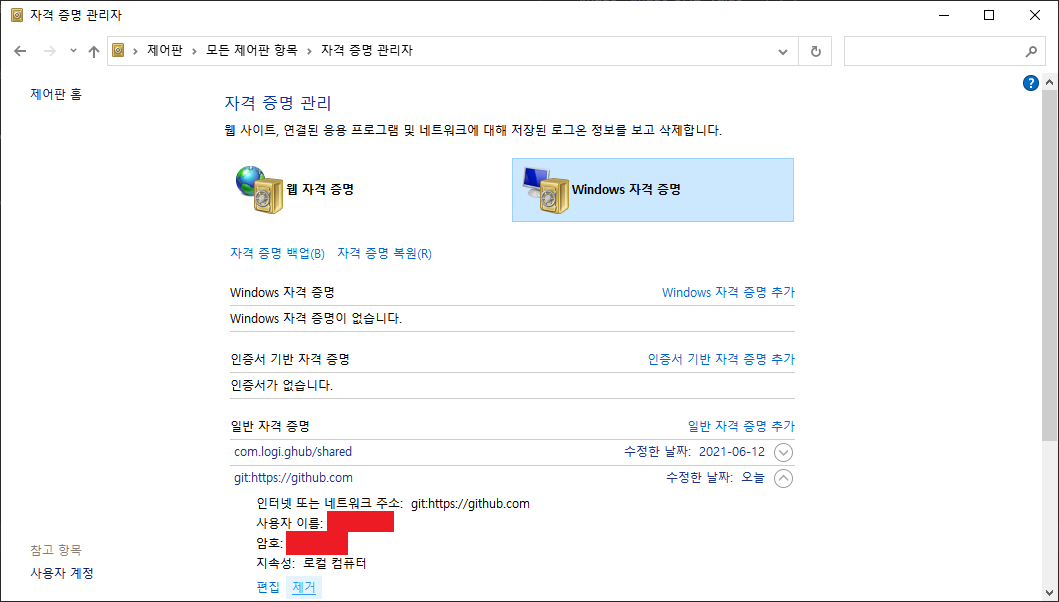 자격 증명 관리자
제어판 › 모든 제어판 항목 › 자격 증명 관리자
제어판 홈
자격 증명 관리
웹 사이트, 연결된 응용 프로그램 및 네트워크에 대해 저장된 로그온 정보를 보고 삭제합니다.
웹 자격 증명
Windows 자격 증명
자격 증명 백업(B) 자격 증명 복원(R)
Windows 자격 증명 Windows 자격 증명 추가
Windows 자격 증명이 없습니다.
인증서 기반 자격 증명 인증서 기반 자격 증명 추가
인증서가 없습니다.
일반 자격 증명 일반 자격 증명 추가
com.logi.ghub/shared 수정한 날짜: 2021-06-12
git:https://github.com 수정한 날짜: 오늘
인터넷 또는 네트워크 주소: git:https://github.com
사용자 이름:
암호:
지속성: 로컬 컴퓨터
편집 제거
참고 항목
사용자 계정